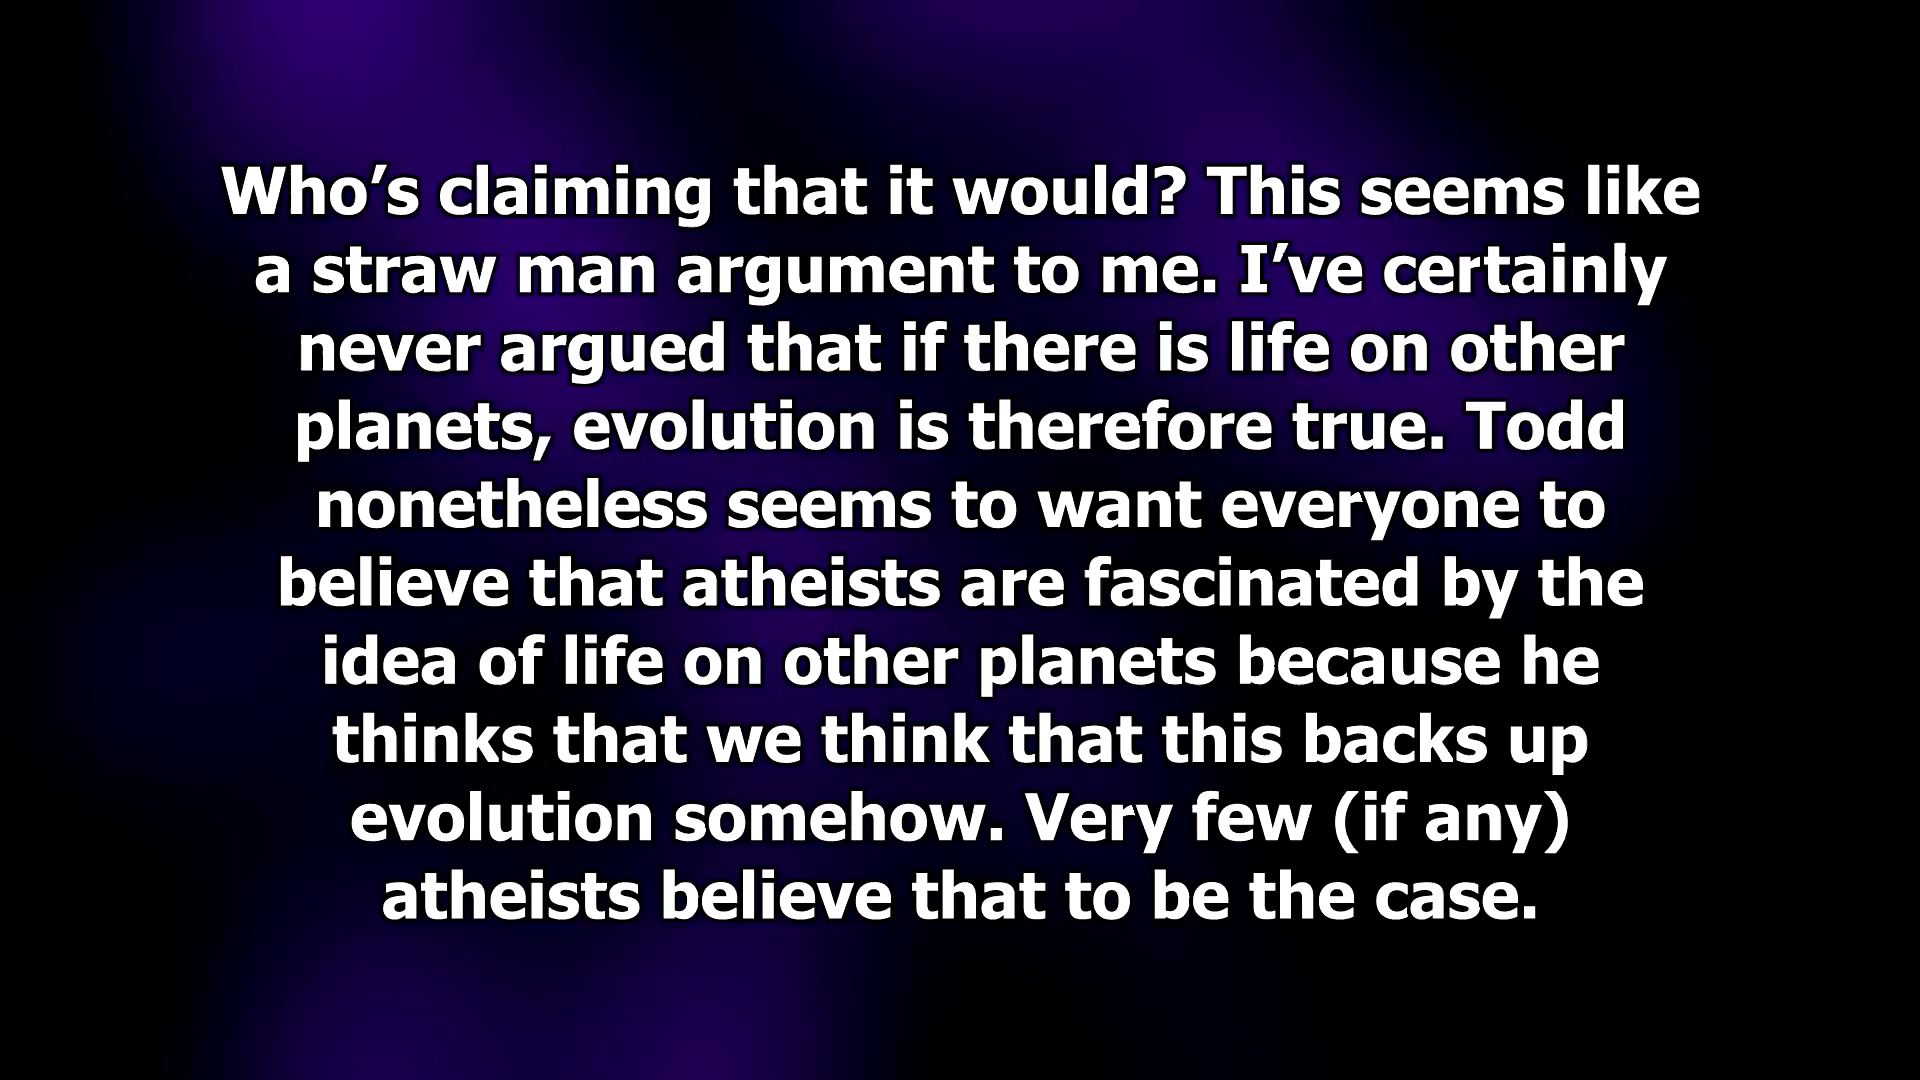 Who’s claiming that it would? This seems like
a straw man argument to me. I’ve certainly
never argued that if there is life on other
planets, evolution is therefore true. Todd
nonetheless seems to want everyone to
believe that atheists are fascinated by the
idea of life on other planets because he
thinks that we think that this backs up
evolution somehow. Very few (if any)
atheists believe that to be the case.